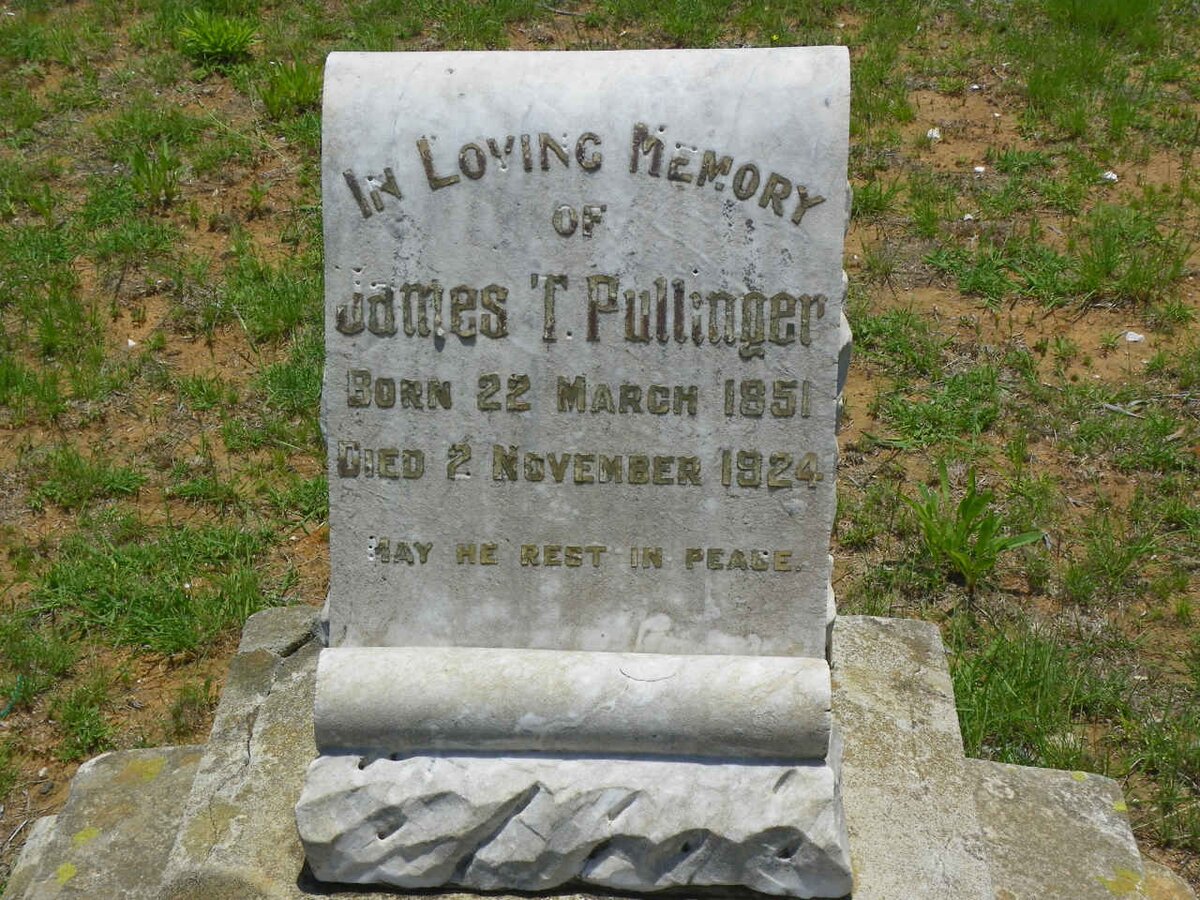 In Loving Memory
OF
James T. Pullinger
Born 22 March 1851
Died 2 November 1924
MAY HE REST IN PEACE.